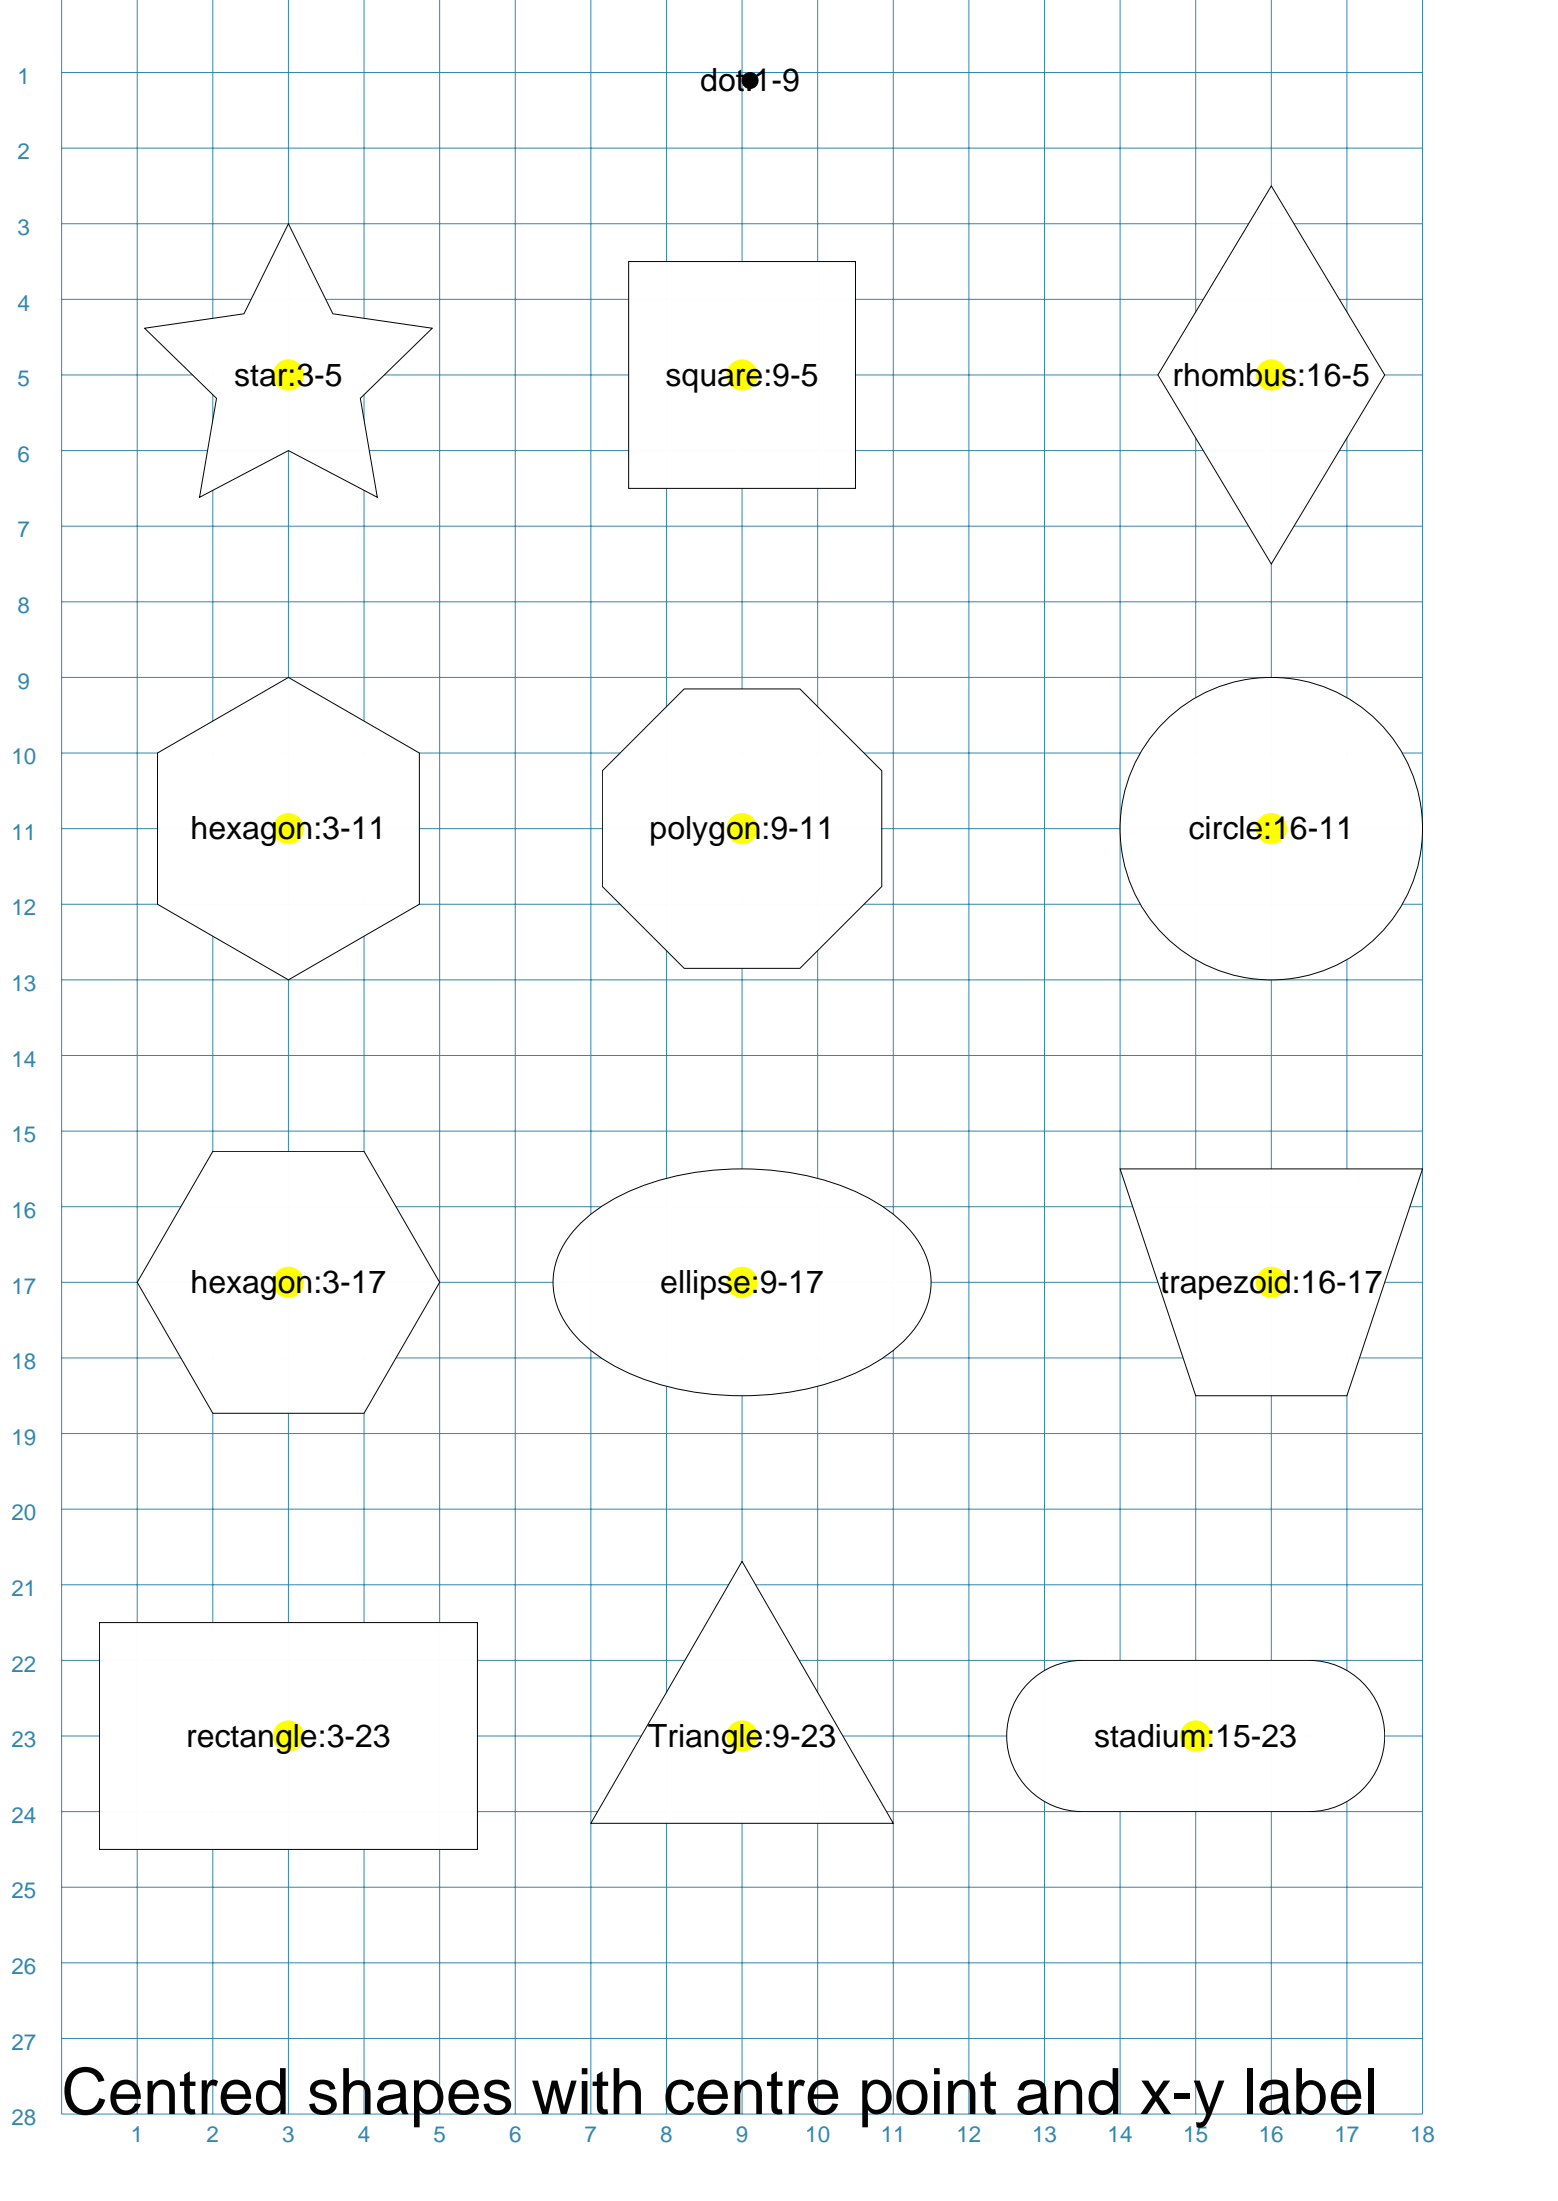 1
dot:1-9
2
3
4
star:3-5
square:9-5
rhombus:16-5
5
6
7
8
9
10
hexagon:3-11
polygon:9-11
circle:16-11
11
12
13
14
15
16
hexagon:3-17
ellipse:9-17
trapezoid:16-17
17
18
19
20
21
22
rectangle:3-23
Triangle:9-23
stadium:15-23
23
24
25
26
27
Centred shapes with centre point and x-y label
28
1 2 3 4 5 6 7 8 9 10 11 12 13 14 15 16 17 18